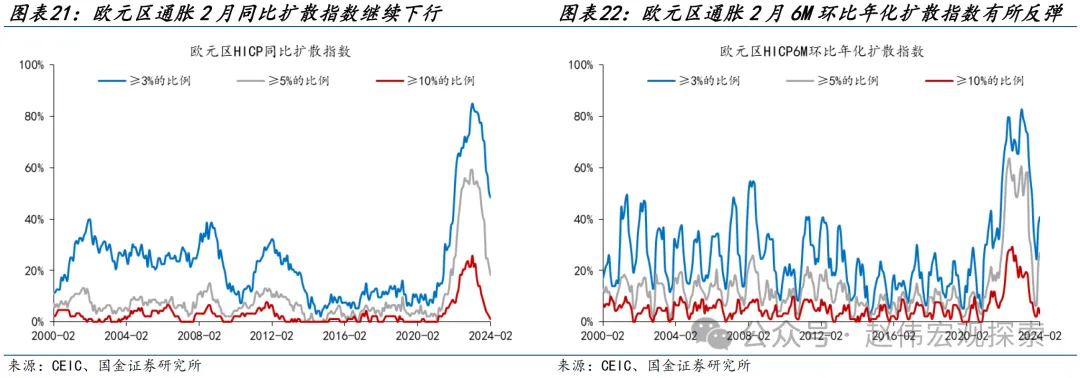 图表21：欧元区通胀 2 月同比扩散指数继续下行
欧元区HICP同比扩散指数
≥3%的比例 ≥5%的比例 ≥10%的比例
100%
80%
60%
40%
20%
0%
2000-02 2004-02 2008-02 2012-02 2016-02 2020-02 2024-02
来源：CEIC、国金证券研究所
图表22：欧元区通胀 2 月 6M 环比年化扩散指数有所反弹
欧元区HICP6M环比年化扩散指数
≥3%的比例 ≥5%的比例 ≥10%的比例
100%
80%
60%
40%
20%
0%
2000-02 2004-02 2008-02 2012-02 2016-02 2020-02 2024-02
公众号·赵伟宏观探索
来源：CEIC、国金证券研究所